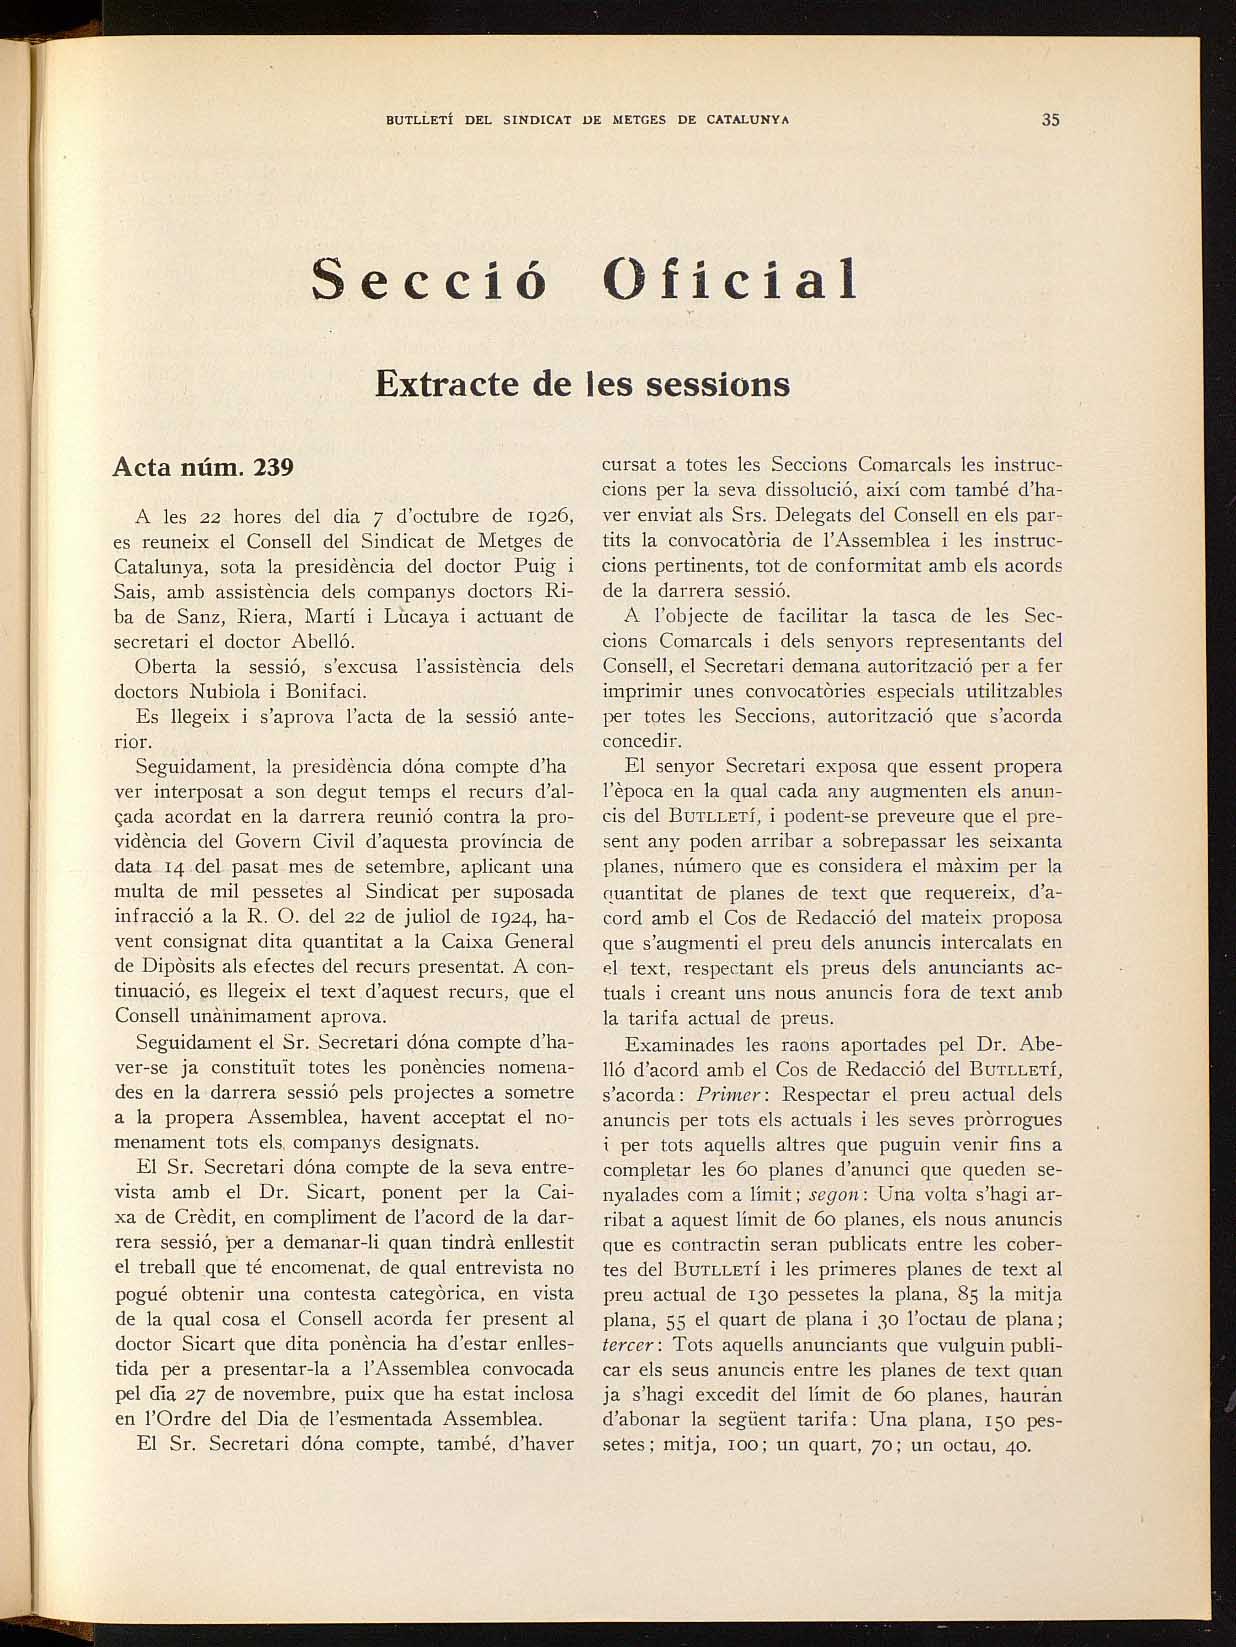 BUTLLETÍ DEL SINDICAT DE METGES DE CATALUNYA
35
Secció Oficial
Extracte de les sessions
Acta núm. 239
A les 22 hores del dia 7 d'octubre de 1926,
es reuneix el Consell del Sindicat de Metges de
Catalunya, sota la presidència del doctor Puig i
Sais, amb assistència dels companys doctors Ri-
ba de Sanz, Riera, Martí i Lucaya i actuant de
secretari el doctor Abelló.
Oberta la sessió, s'excusa l'assistència dels
doctors Nubiola i Bonifaci.
Es llegeix i s'aprova l'acta de la sessió ante-
rior.
Seguidament, la presidència dóna compte d'ha
ver interposat a son degut temps el recurs d'al-
çada acordat en la darrera reunió contra la pro-
vidència del Govern Civil d'aquesta província de
data 14 del pasat mes de setembre, aplicant una
multa de mil pessetes al Sindicat per suposada
infracció a la R. O. del 22 de juliol de 1924, ha-
vent consignat dita quantitat a la Caixa General
de Dipòsits als efectes del recurs presentat. A con-
tinuació, es llegeix el text d'aquest recurs, que el
Consell unànimament aprova.
Seguidament el Sr. Secretari dóna compte d'ha-
ver-se ja constituït totes les ponències nomena-
des en la darrera sessió pels projectes a sometre
a la propera Assemblea, havent acceptat el no-
menament tots els companys designats.
El Sr. Secretari dóna compte de la seva entre-
vista amb el Dr. Sicart, ponent per la Cai-
xa de Crèdit, en compliment de l'acord de la dar-
rera sessió, per a demanar-li quan tindrà enllestit
el treball que té encomenat, de qual entrevista no
pogué obtenir una contesta categòrica, en vista
de la qual cosa el Consell acorda fer present al
doctor Sicart que dita ponència ha d'estar enlles-
tida per a presentar-la a l'Assemblea convocada
pel dia 27 de novembre, puix que ha estat inclosa
en l'Ordre del Dia de l'esmentada Assemblea.
El Sr. Secretari dóna compte, també, d'haver
cursat a totes les Seccions Comarcals les instruc-
cions per la seva dissolució, així com també d'ha-
ver enviat als Srs. Delegats del Consell en els par-
tits la convocatòria de l'Assemblea i les instruc-
cions pertinents, tot de conformitat amb els acords
de la darrera sessió.
A l'objecte de facilitar la tasca de les Sec-
cions Comarcals i dels senyors representants del
Consell, el Secretari demana autorització per a fer
imprimir unes convocatòries especials utilitzables
per totes les Seccions, autorització que s'acorda
concedir.
El senyor Secretari exposa que essent propera
l'època en la qual cada any augmenten els anun-
cis del BUTLLETÍ, i podent-se preveure que el pre-
sent any poden arribar a sobrepassar les seixanta
planes, número que es considera el màxim per la
quantitat de planes de text que requereix, d'a-
cord amb el Cos de Redacció del mateix proposa
que s'augmenti el preu dels anuncis intercalats en
el text, respectant els preus dels anunciants ac-
tuals i creant uns nous anuncis fora de text amb
la tarifa actual de preus.
Examinades les raons aportades pel Dr. Abe-
lló d'acord amb el Cos de Redacció del BUTLLETÍ,
s'acorda: Primer: Respectar el preu actual dels
anuncis per tots els actuals i les seves pròrrogues
i per tots aquells altres que puguin venir fins a
completar les 60 planes d'anunci que queden se-
nyalades com a límit; segon: Una volta s'hagi ar-
ribat a aquest límit de 60 planes, els nous anuncis
que es contractin seran publicats entre les cober-
tes del BUTLLETÍ i les primeres planes de text al
preu actual de 130 pessetes la plana, 85 la mitja
plana, 55 el quart de plana i 30 l'octau de plana;
tercer: Tots aquells anunciants que vulguin publi-
car els seus anuncis entre les planes de text quan
ja s'hagi excedit del límit de 60 planes, hauràn
d'abonar la següent tarifa: Una plana, 150 pes-
setes; mitja, 100; un quart, 70; un octau, 40.